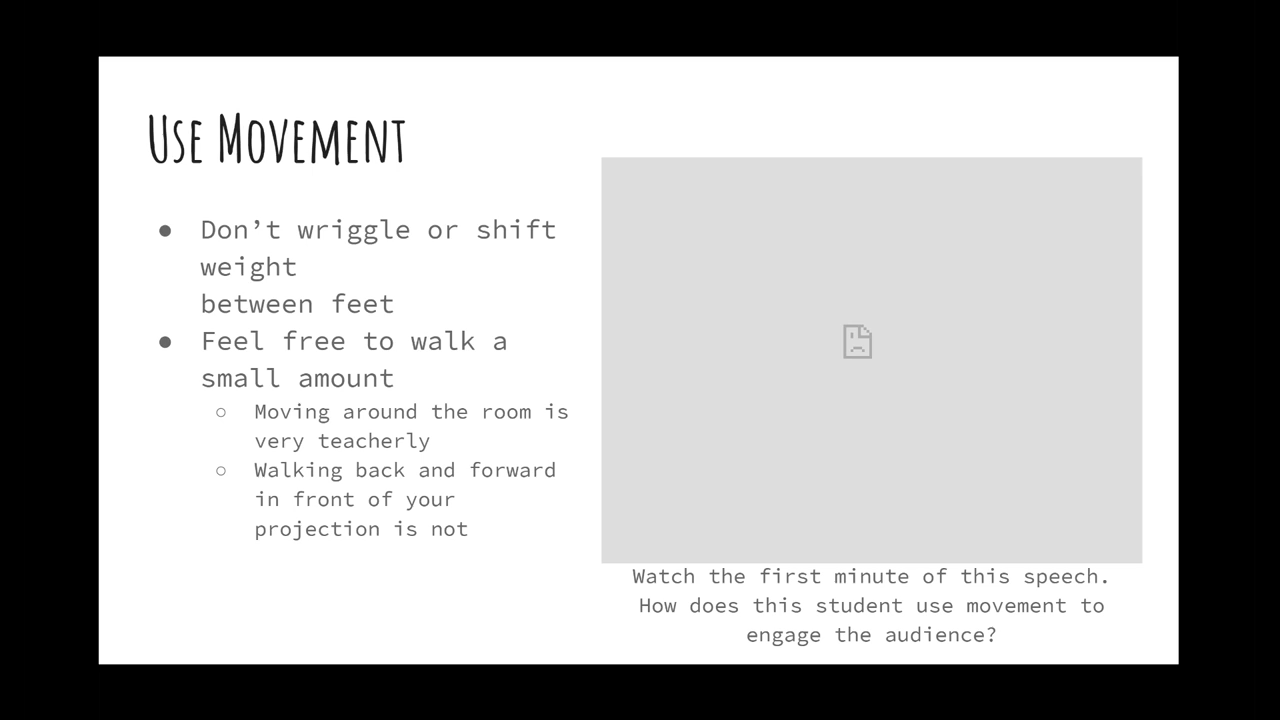 Use Movement
● Don’t wriggle or shift
weight
between feet
● Feel free to walk a
small amount
○ Moving around the room is
very teacherly
○ Walking back and forward
in front of your
projection is not
Watch the first minute of this speech.
How does this student use movement to
engage the audience?